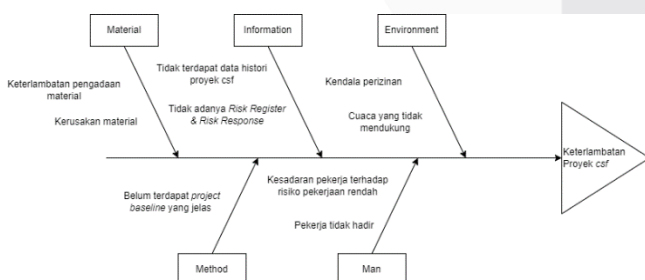 Material
Information
Environment
Tidak terdapat data histori
proyek csf
Keterlambatan pengadaan
material
Kendala perizinan
Kerusakan material
Tidak adanya Risk Register
& Risk Response
Cuaca yang tidak
mendukung
Keterlambatan
Proyek csf
Belum terdapat project
baseline yang jelas
Kesadaran pekerja terhadap
risiko pekerjaan rendah
Pekerja tidak hadir
Method
Man